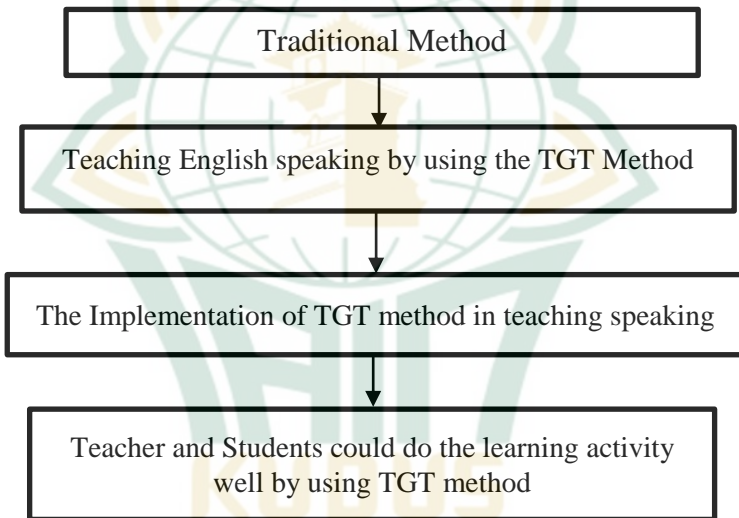 Traditional Method
Teaching English speaking by using the TGT Method
The Implementation of TGT method in teaching speaking
Teacher and Students could do the learning activity
well by using TGT method
KUDUS